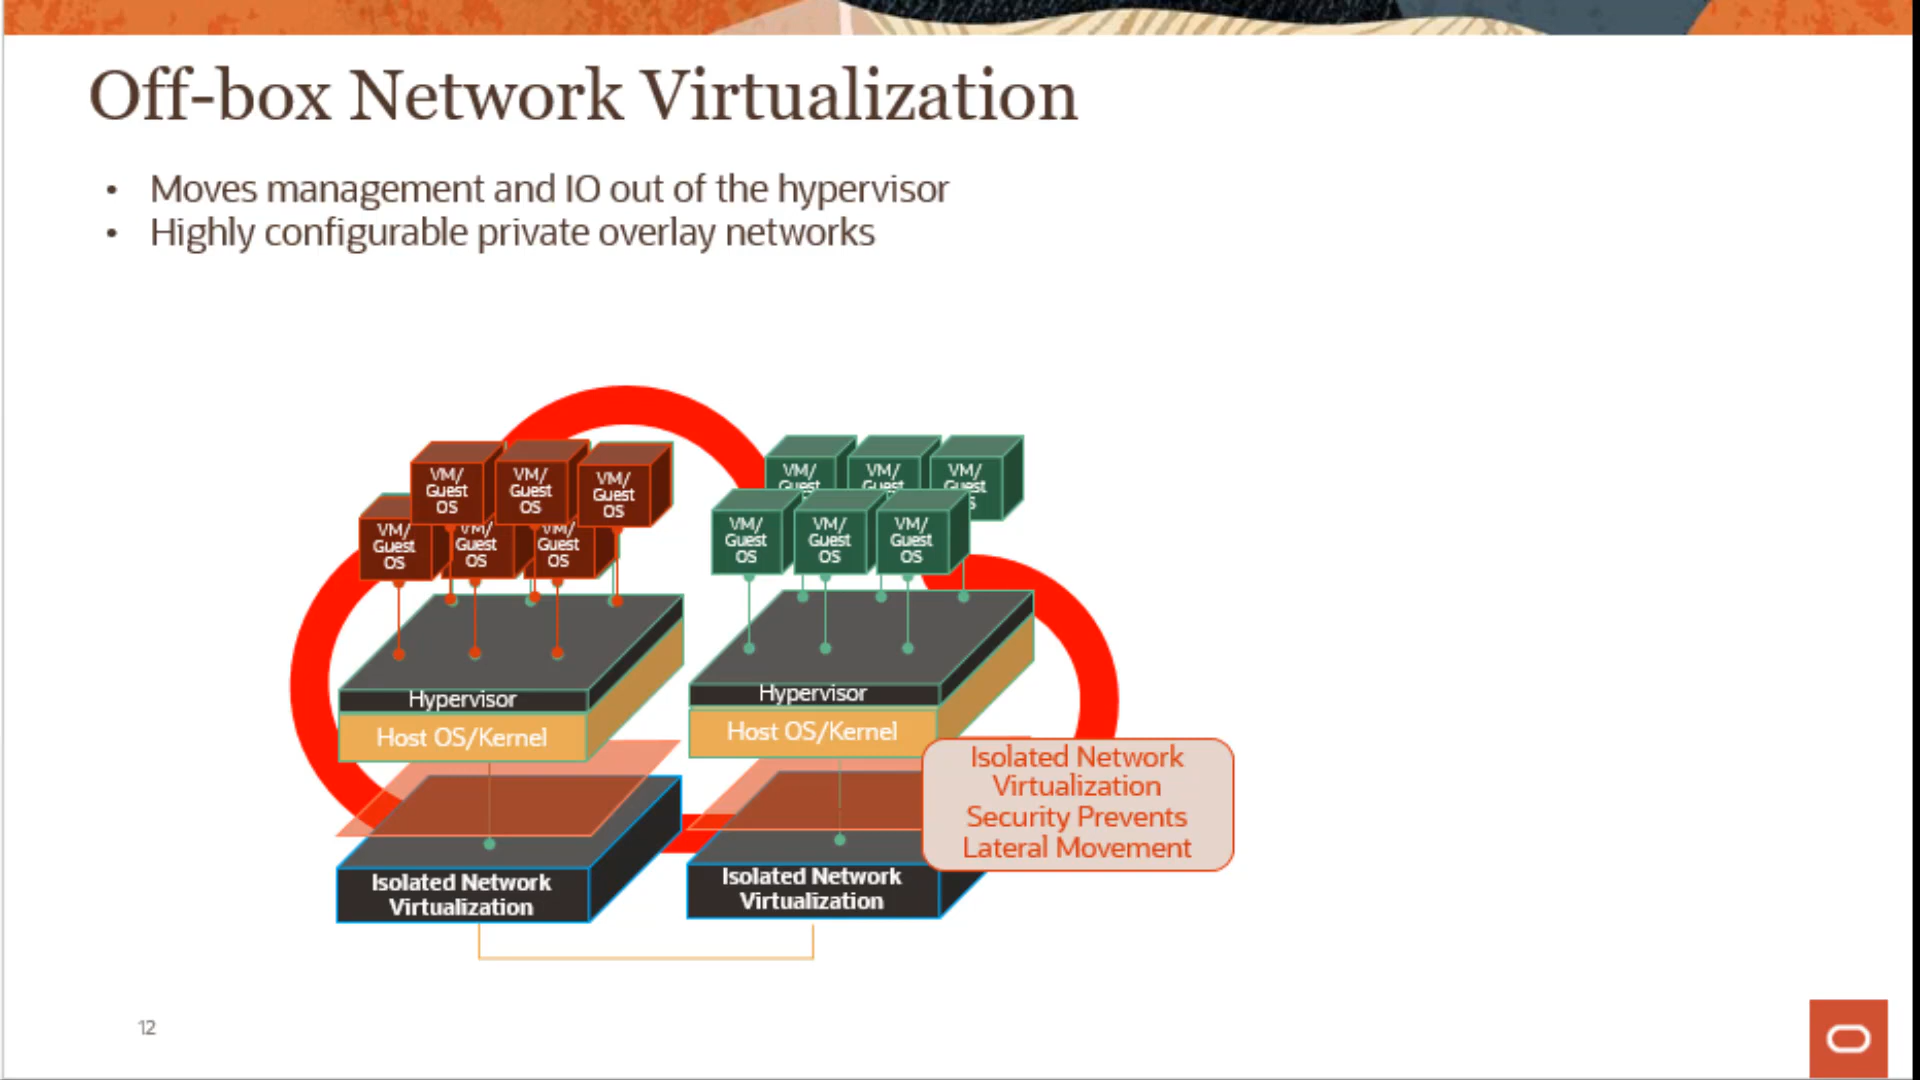 Off-box Network Virtualization
• Moves management and IO out of the hypervisor
• Highly configurable private overlay networks
VM/
Guest
OS
VM/
Guest
OS
VM/
Guest
OS
VM/
Guest
OS
VM/
Guest
OS
VM/
Guest
OS
VM/
Guest
VM/
Guest
VM/
Guest
S
VM/
Guest
OS
VM/
Guest
OS
VM/
Guest
OS
Hypervisor
Host OS/Kernel
Hypervisor
Host OS/Kernel
Isolated Network
Virtualization
Security Prevents
Lateral Movement
Isolated Network
Virtualization
Isolated Network
Virtualization
12